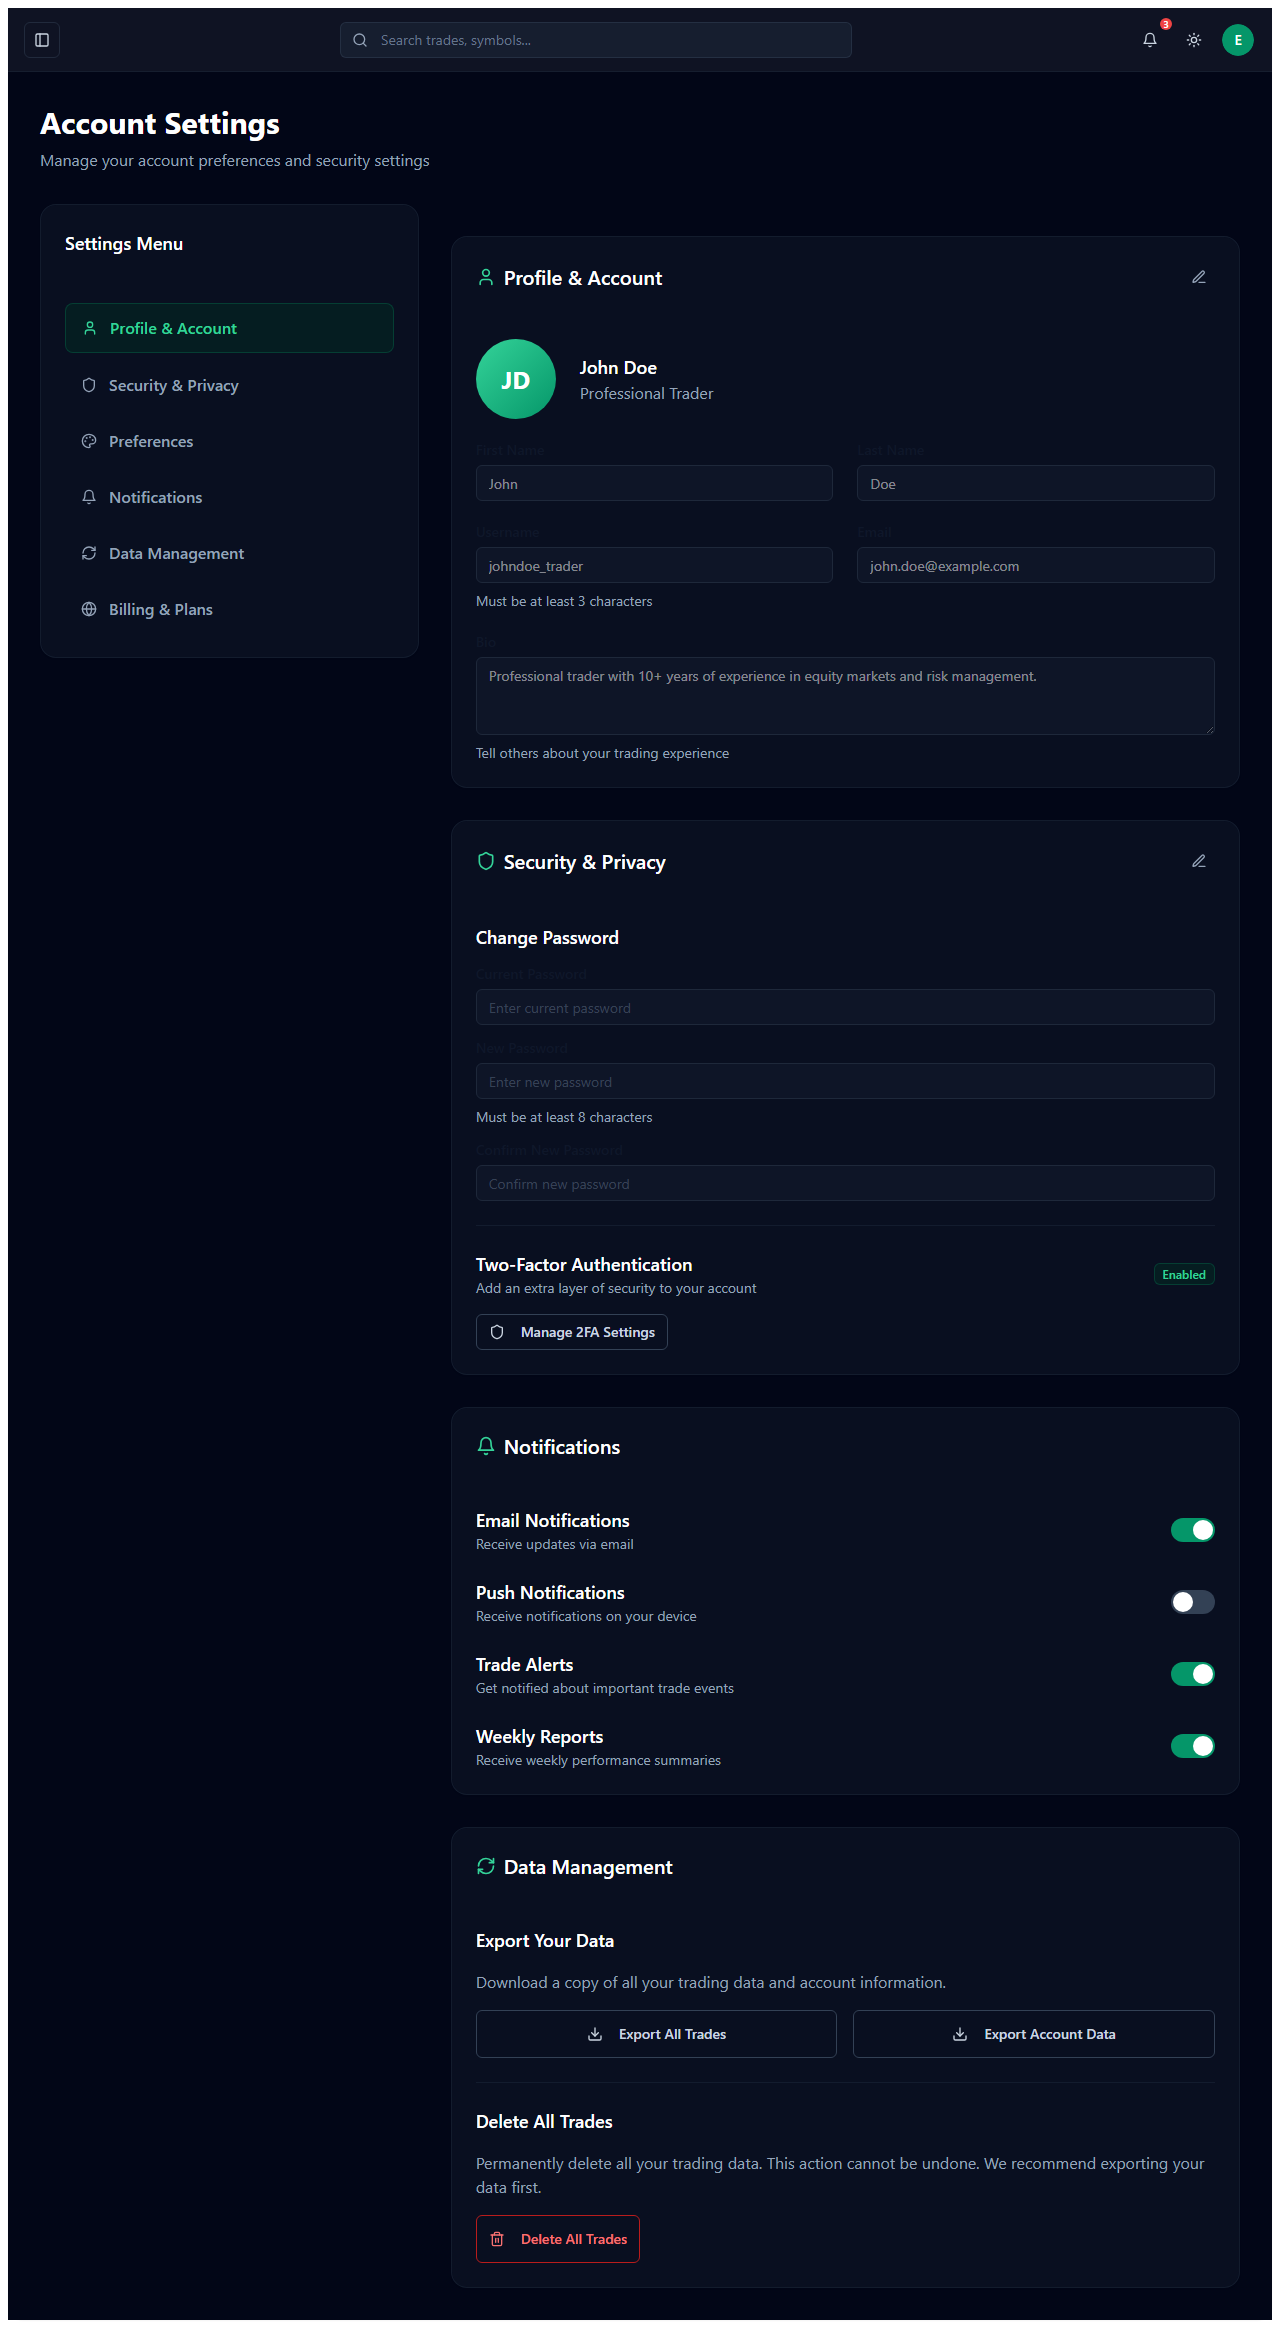 Search trades, symbols...
3
E
Account Settings
Manage your account preferences and security settings
Settings Menu
Profile & Account
Security & Privacy
Preferences
Notifications
Data Management
Billing & Plans
Profile & Account
JD
John Doe
Professional Trader
First Name
Last Name
John
Doe
Username
Email
johndoe_trader
john.doe@example.com
Must be at least 3 characters
Bio
Professional trader with 10+ years of experience in equity markets and risk management.
Tell others about your trading experience
Security & Privacy
Change Password
Current Password
Enter current password
New Password
Enter new password
Must be at least 8 characters
Confirm New Password
Confirm new password
Two-Factor Authentication
Add an extra layer of security to your account
Enabled
Manage 2FA Settings
Notifications
Email Notifications
Receive updates via email
Push Notifications
Receive notifications on your device
Trade Alerts
Get notified about important trade events
Weekly Reports
Receive weekly performance summaries
Data Management
Export Your Data
Download a copy of all your trading data and account information.
Export All Trades
Export Account Data
Delete All Trades
Permanently delete all your trading data. This action cannot be undone. We recommend exporting your
data first.
Delete All Trades